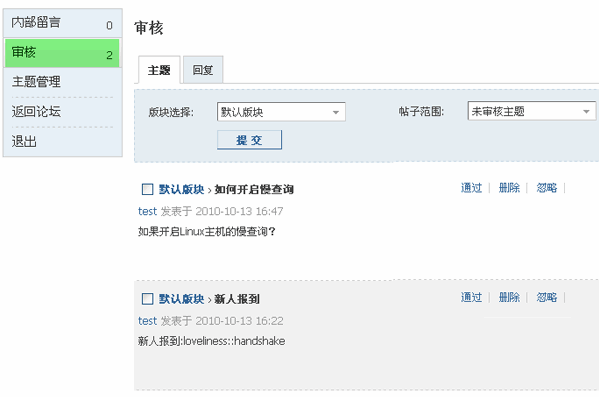 内部留言 0
审核 2
主题管理
返回论坛
退出
审核
主题 回复
版块选择: 默认版块 帖子范围: 未审核主题
提 交
默认版块 › 如何开启慢查询 通过 | 删除 | 忽略 |
test 发表于 2010-10-13 16:47
如果开启Linux主机的慢查询?
默认版块 › 新人报到 通过 | 删除 | 忽略 |
test 发表于 2010-10-13 16:22
新人报到:loveliness::handshake